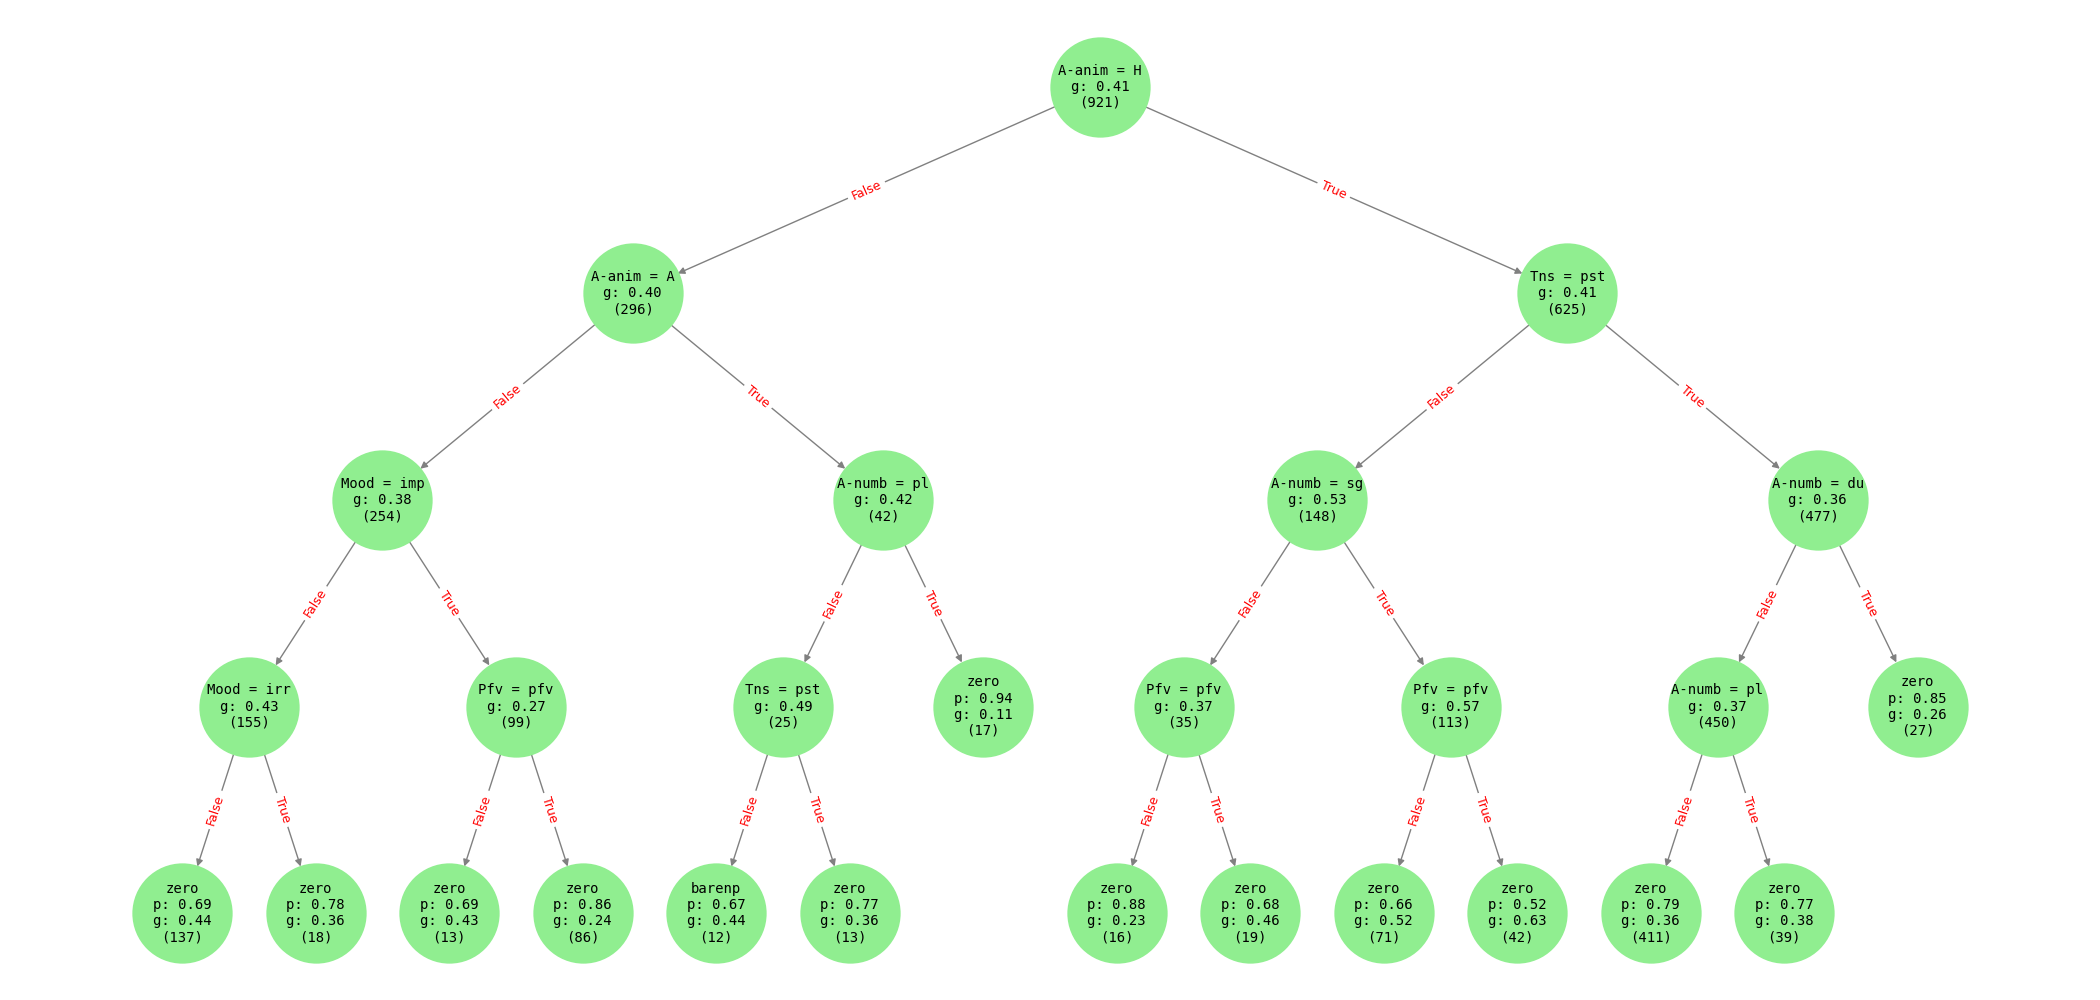 A-anim = H
g: 0.41
(921)
False
True
A-anim = A
g: 0.40
(296)
Tns = pst
g: 0.41
(625)
False
True
False
True
Mood = imp
g: 0.38
(254)
A-numb = pl
g: 0.42
(42)
A-numb = sg
g: 0.53
(148)
A-numb = du
g: 0.36
(477)
False
True
False
True
False
True
False
True
Mood = irr
g: 0.43
(155)
Pfv = pfv
g: 0.27
(99)
Tns = pst
g: 0.49
(25)
zero
p: 0.94
g: 0.11
(17)
Pfv = pfv
g: 0.37
(35)
Pfv = pfv
g: 0.57
(113)
A-numb = pl
g: 0.37
(450)
zero
p: 0.85
g: 0.26
(27)
False
True
False
True
False
True
False
True
False
True
False
True
zero
p: 0.69
g: 0.44
(137)
zero
p: 0.78
g: 0.36
(18)
zero
p: 0.69
g: 0.43
(13)
zero
p: 0.86
g: 0.24
(86)
barenp
p: 0.67
g: 0.44
(12)
zero
p: 0.77
g: 0.36
(13)
zero
p: 0.88
g: 0.23
(16)
zero
p: 0.68
g: 0.46
(19)
zero
p: 0.66
g: 0.52
(71)
zero
p: 0.52
g: 0.63
(42)
zero
p: 0.79
g: 0.36
(411)
zero
p: 0.77
g: 0.38
(39)